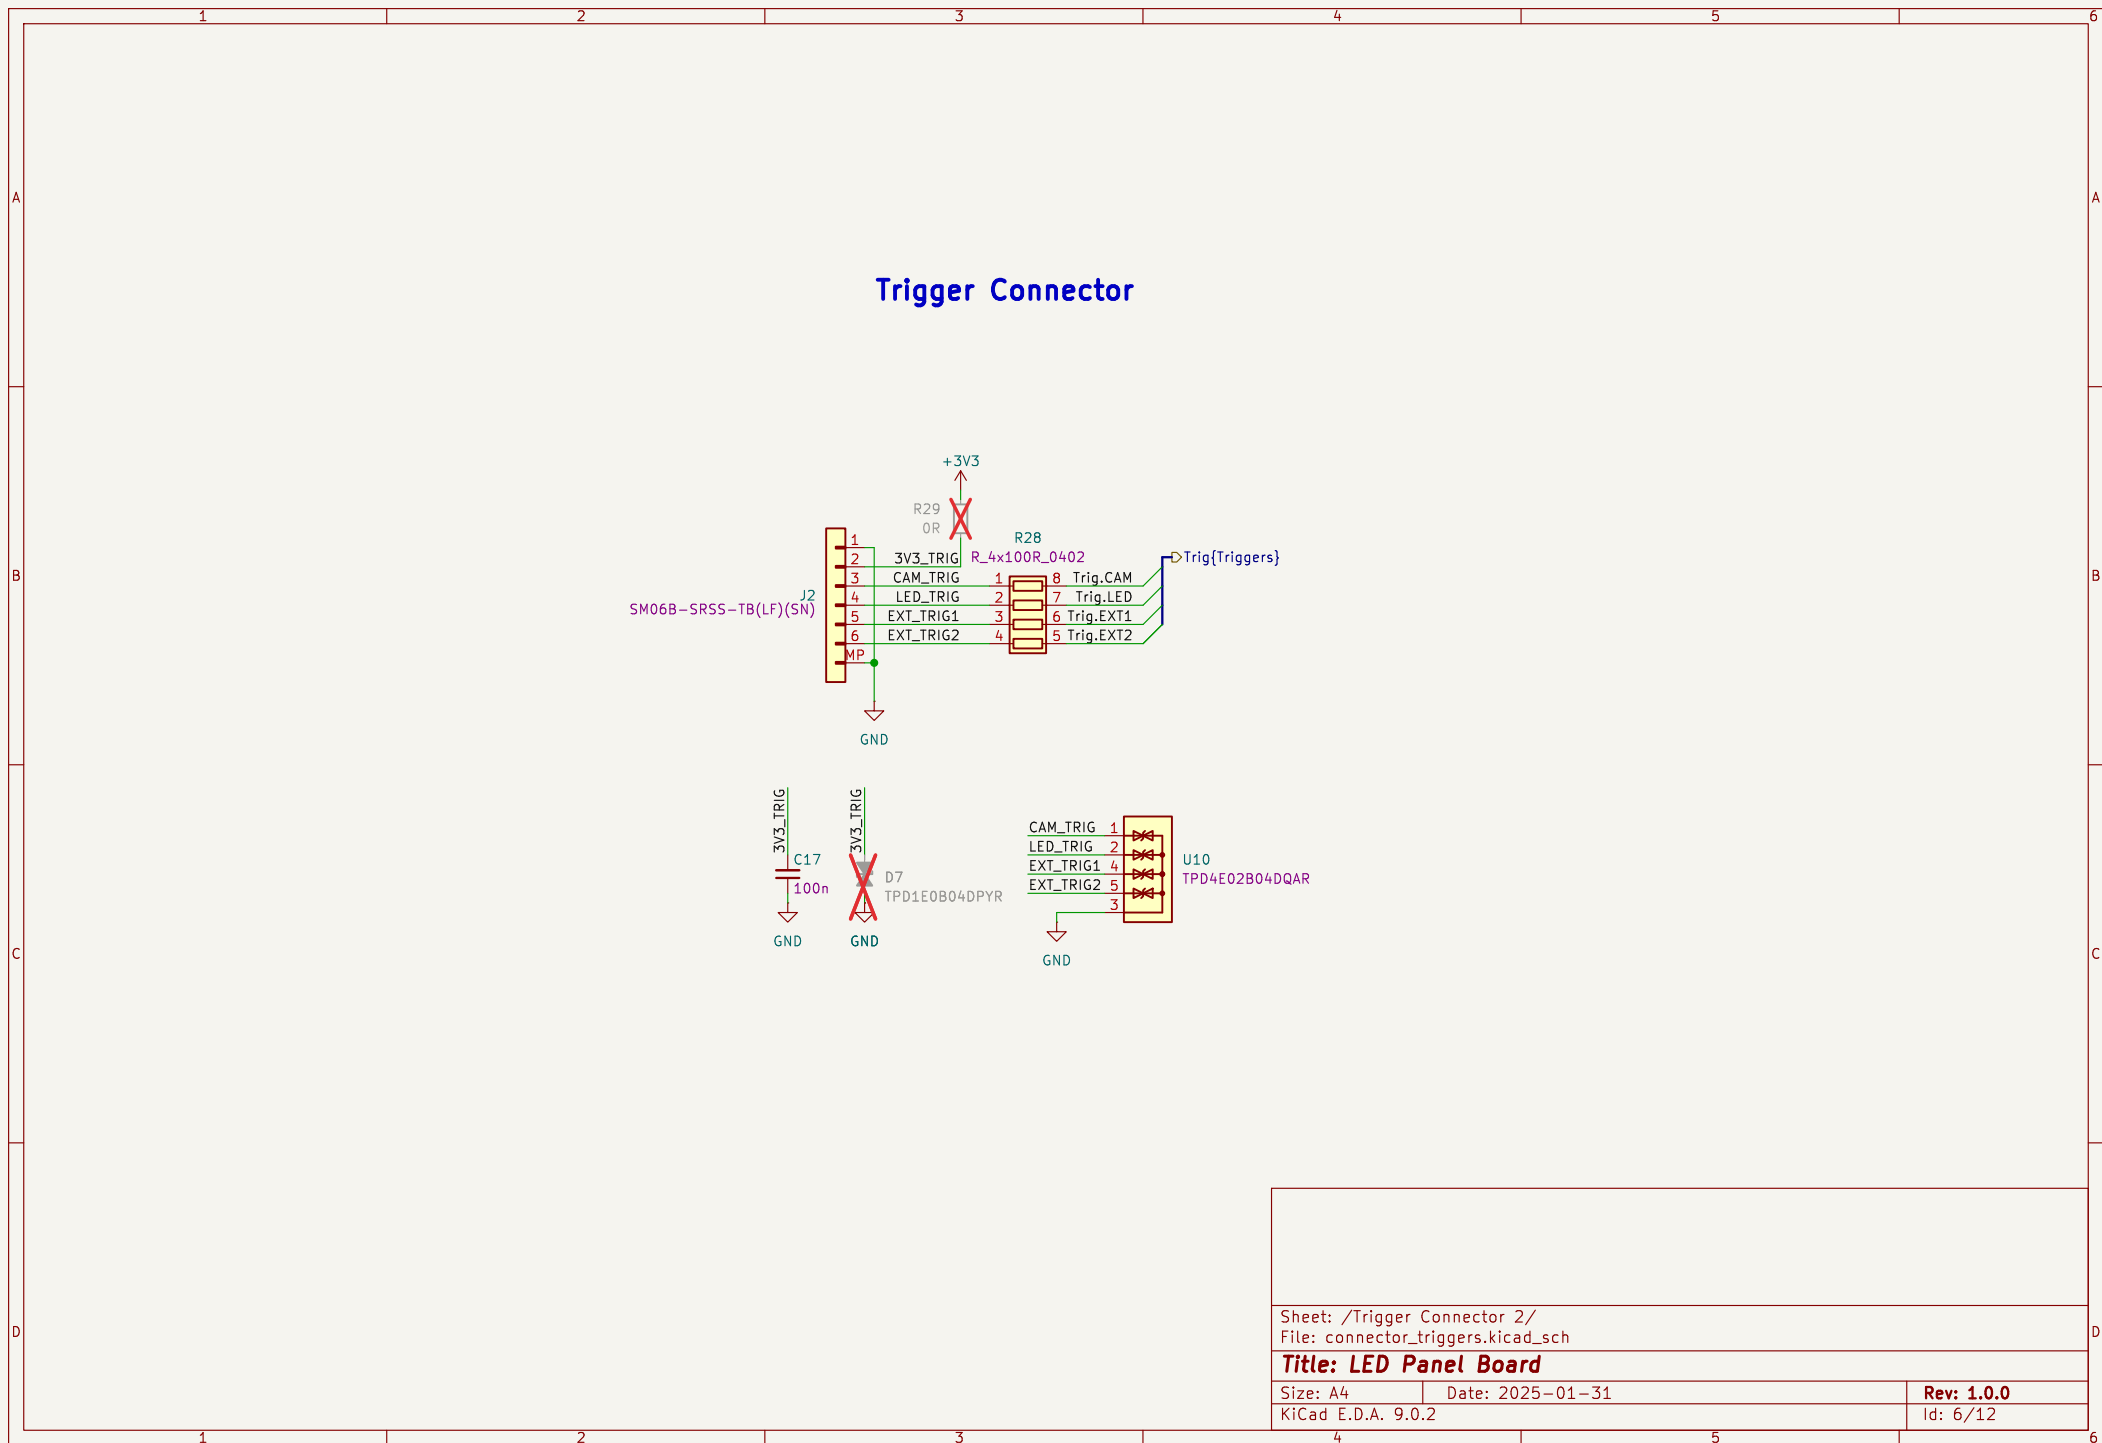 1 2 3 4 5 6
A A
Trigger Connector
+3V3
R29
0R
R28
R_4x100R_0402
J2
SM06B-SRSS-TB(LF)(SN)
1
2 3V3_TRIG
3 CAM_TRIG 1 8 Trig.CAM
4 LED_TRIG 2 7 Trig.LED
5 EXT_TRIG1 3 6 Trig.EXT1
6 EXT_TRIG2 4 5 Trig.EXT2
MP
Trig{Triggers}
B B
GND
3V3_TRIG
C17
100n
GND
3V3_TRIG
D7
TPD1E0B04DPYR
GND
CAM_TRIG 1
LED_TRIG 2
EXT_TRIG1 4
EXT_TRIG2 5
3
U10
TPD4E02B04DQAR
GND
C C
D D
Sheet: /Trigger Connector 2/
File: connector_triggers.kicad_sch
Title: LED Panel Board
Size: A4 Date: 2025-01-31 Rev: 1.0.0
KiCad E.D.A. 9.0.2 Id: 6/12
1 2 3 4 5 6